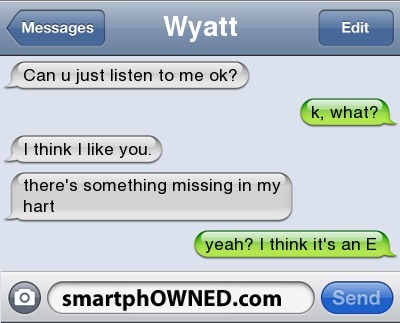 Messages
Wyatt
Edit
Can u just listen to me ok?
k, what?
I think I like you.
there's something missing in my
hart
yeah? I think it's an E
smartphOWNED.com
Send